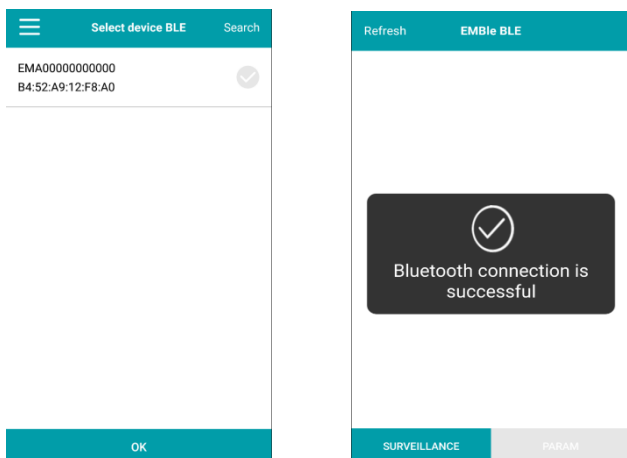 Select device BLE Search
EMA00000000000
B4:52:A9:12:F8:A0
OK
Refresh EMBle BLE
Bluetooth connection is
successful
SURVEILLANCE PARAM